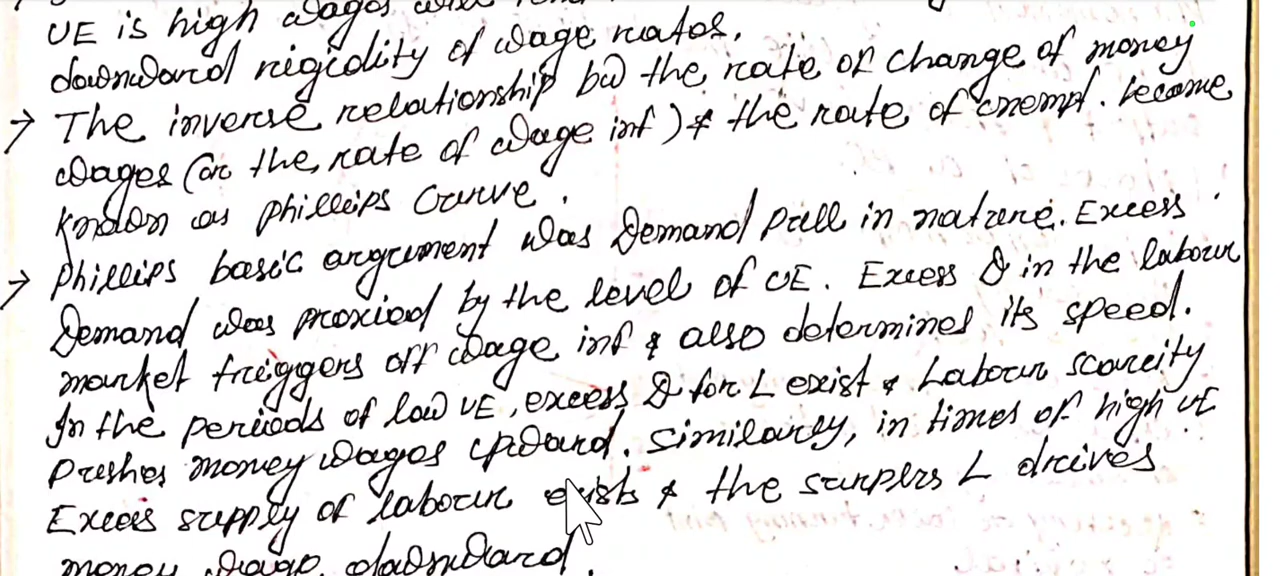 UE is high wages
downward rigidity of wage rates.
→ The inverse relationship bw the rate of change of money
wages (or the rate of wage inf) & the rate of unempt. become
known as phillips Curve.
→ Phillips basic argument was Demand Pull in nature. Excess
Demand was proxied by the level of UE. Excess D in the labour
market triggers off wage inf & also determines its speed.
In the periods of low UE, excess D for L exist & Labour scarcity
Pushes money wages upward. Similarly, in times of high UE
Excess supply of labour exists & the surplus L drives
money wage downward.